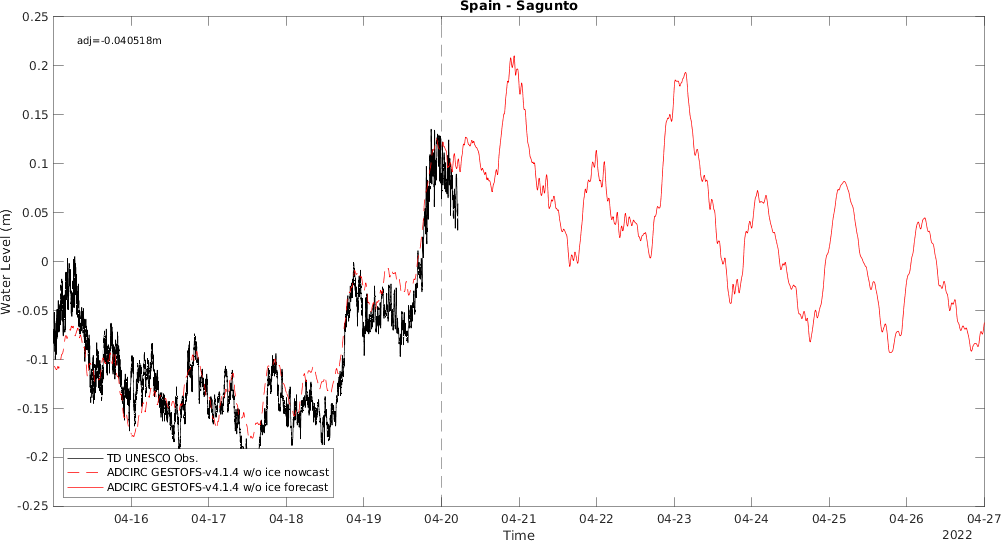 Spain - Sagunto
adj=-0.040518m
0.25
0.2
0.15
0.1
0.05
0
-0.05
-0.1
-0.15
-0.2
-0.25
Water Level (m)
TD UNESCO Obs.
ADCIRC GESTOFS-v4.1.4 w/o ice nowcast
ADCIRC GESTOFS-v4.1.4 w/o ice forecast
04-16 04-17 04-18 04-19 04-20 04-21 04-22 04-23 04-24 04-25 04-26 04-27
Time
2022